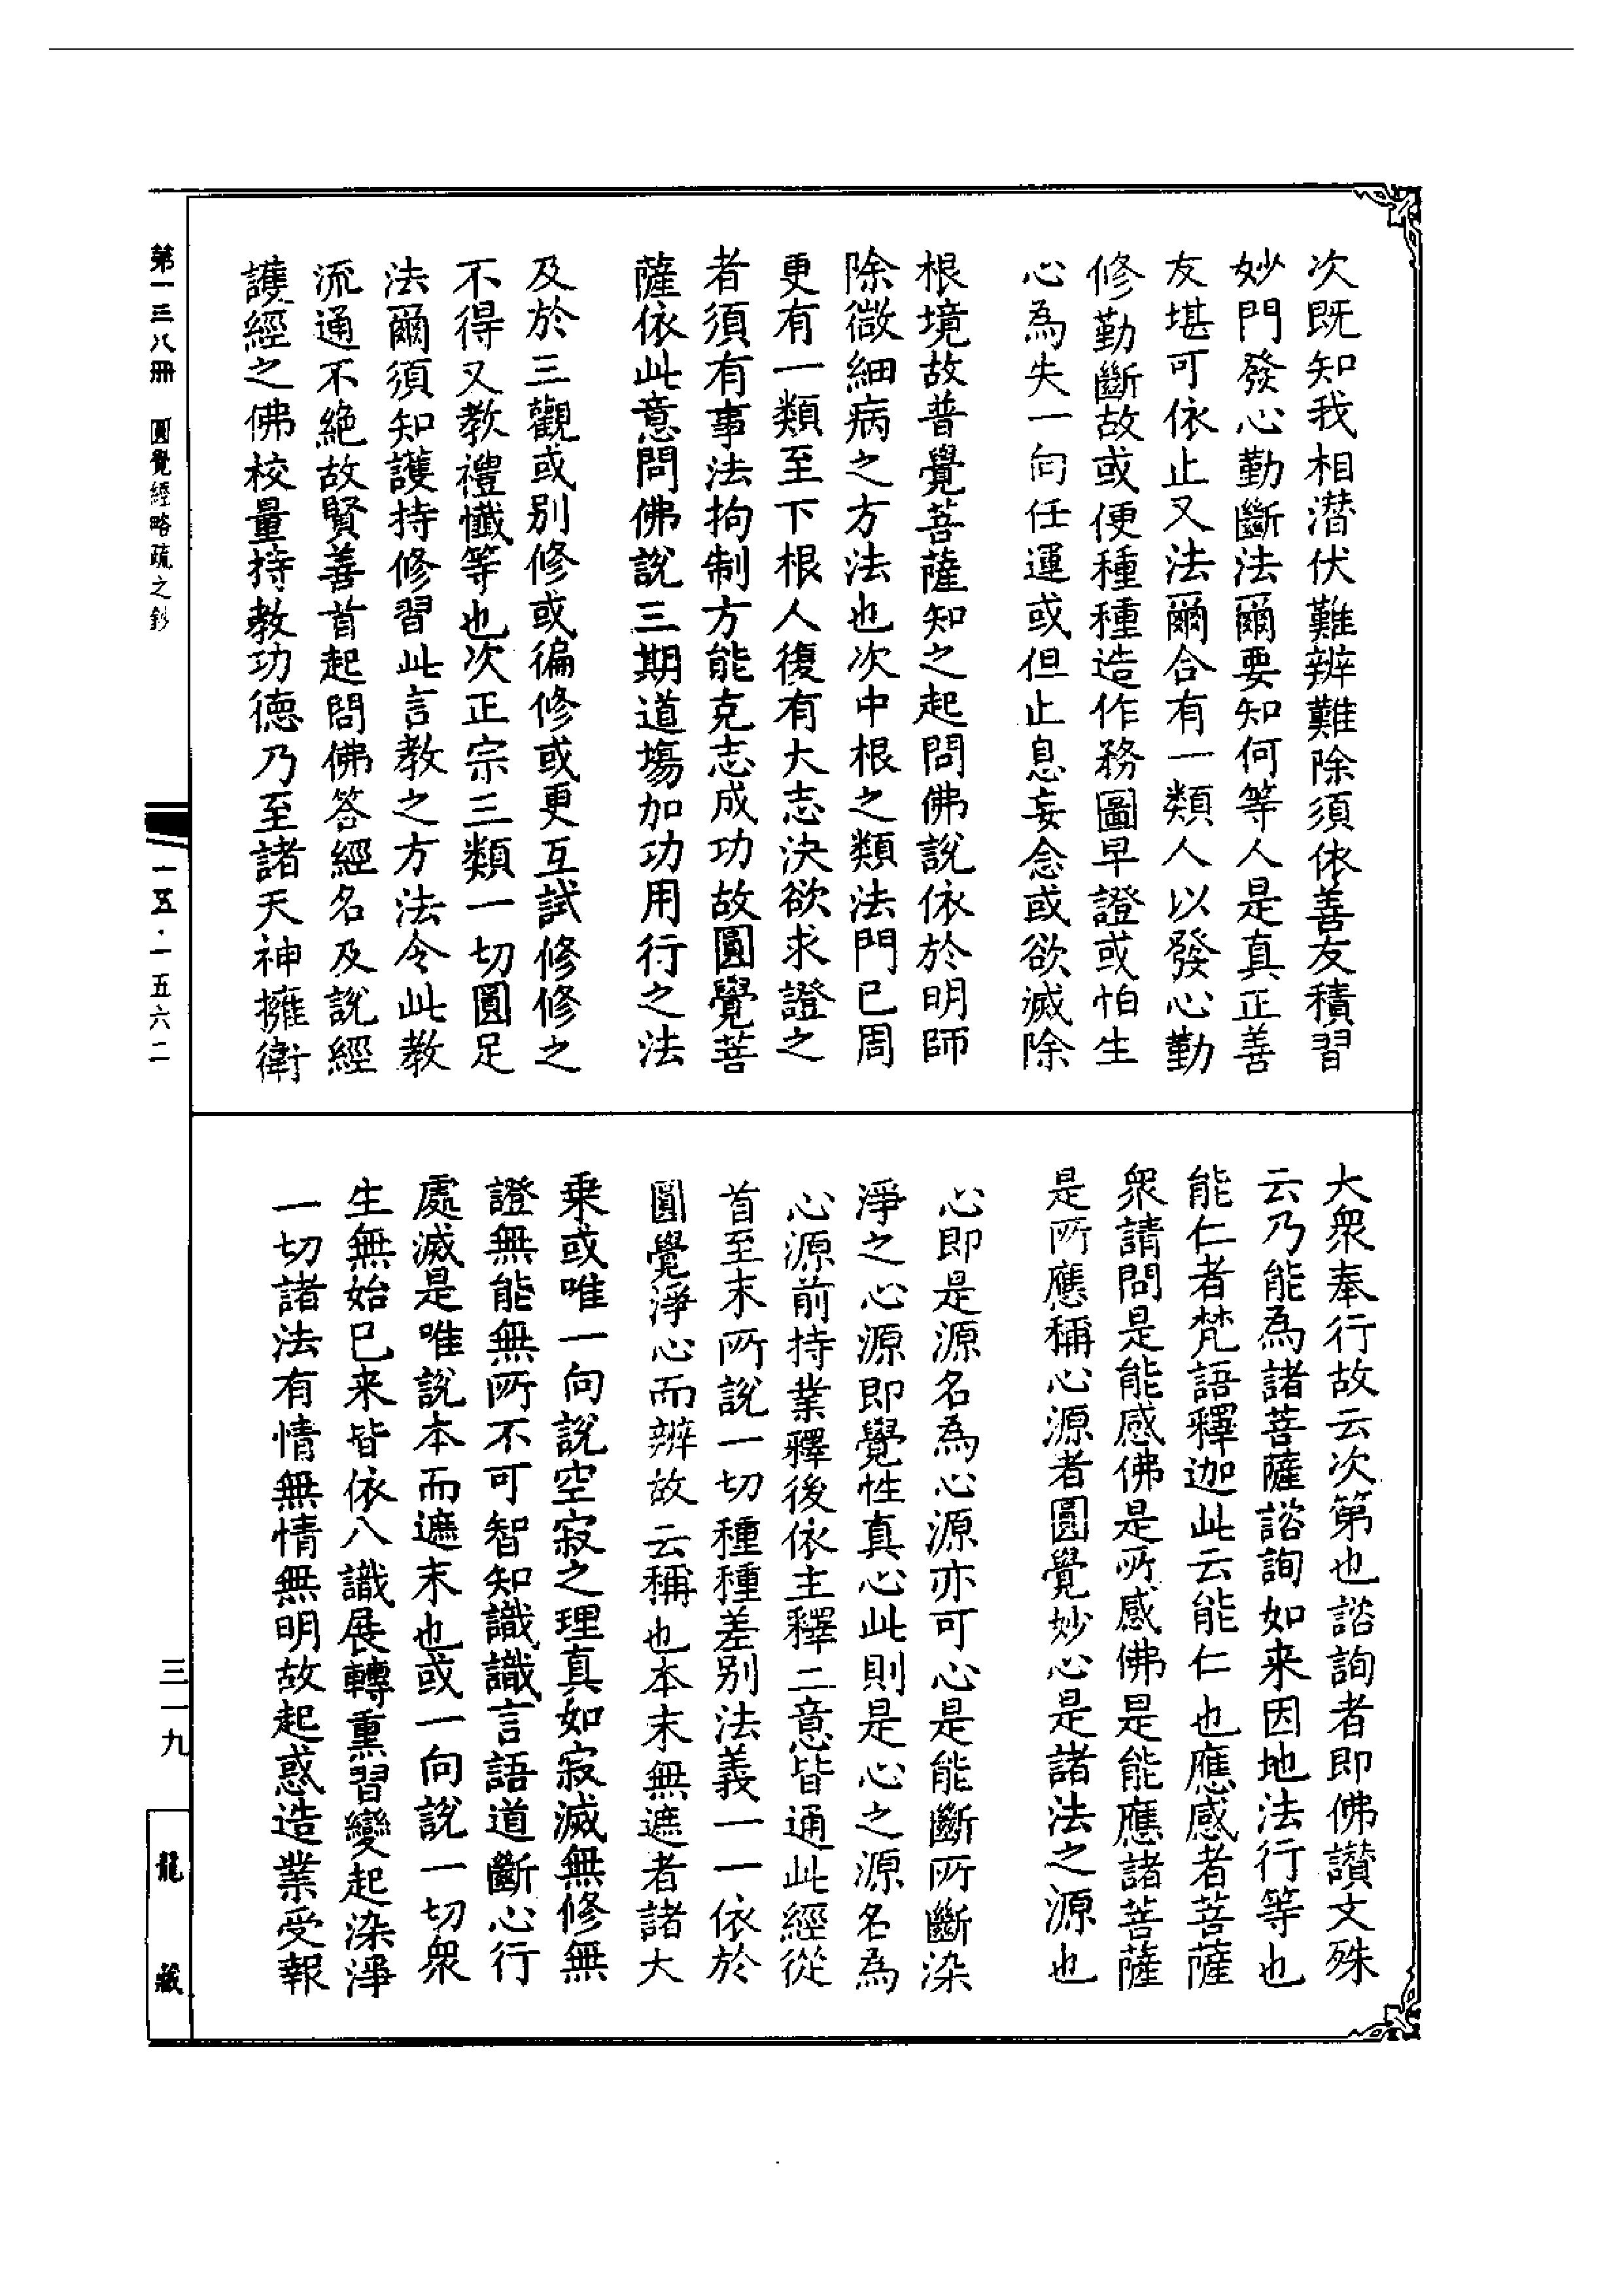 次既知我相潛伏難辨難除須依善友積習
妙門發心勤斷法爾要知何等人是真正善
友堪可依止又法爾合有一類人以發心勤
修勤斷故或便種種造作務圖早證或怕生
心為失一向任運或但止息妄念或欲滅除
根境故普覺菩薩知之起問佛說依於明師
除微細病之方法也次中根之類法門已周
更有一類至下根人復有大志決欲求證之
者須有事法拘制方能克志成功故圓覺菩
薩依此意問佛說三期道場加功用行之法
及於三觀或別修或徧修或更互試修修之
不得又教禮懺等也次正宗三類一切圓足
法爾須知護持修習此言教之方法令此教
流通不絕故賢善首起問佛答經名及說經
護經之佛校量持教功德乃至諸天神擁衛
大眾奉行故云次第也諮詢者即佛讚文殊
云乃能為諸菩薩諮詢如來因地法行等也
能仁者梵語釋迦此云能仁也應感者菩薩
眾請問是能感佛是所感佛是能應諸菩薩
是所應稱心源者圓覺妙心是諸法之源也
心即是源名為心源亦可心是能斷所斷染
淨之心源即覺性真心此則是心之源名為
心源前持業釋後依主釋二意皆通此經從
首至末所說一切種種差別法義一一依於
圓覺淨心而辨故云稱也本末無遮者諸大
乘或唯一向說空寂之理真如寂滅無修無
證無能無所不可智知識識言語道斷心行
處滅是唯說本而遮末也或一向說一切眾
生無始已來皆依八識展轉熏習變起染淨
一切諸法有情無情無明故起惑造業受報
第一三八冊 圓覺經略疏之鈔
一五·一五六二
三一九
龍藏